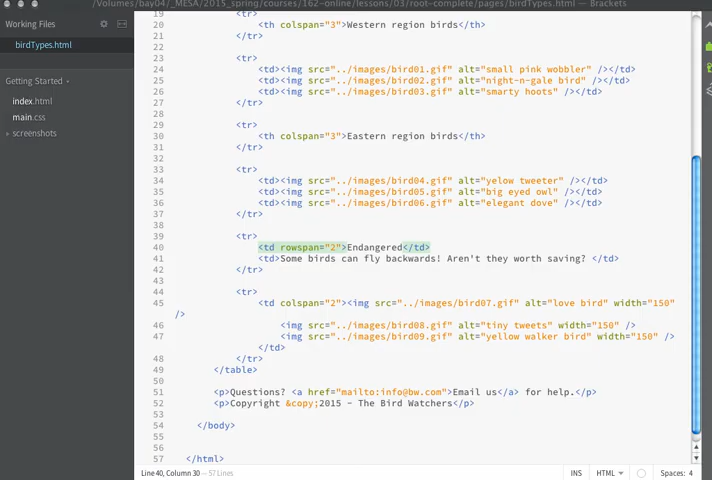 /Volumes/bay04/_MESA/2015_spring/courses/162-online/lessons/03/root-complete/pages/birdTypes.html — Brackets
Working Files
birdTypes.html
Getting Started
index.html
main.css
screenshots
19 <tr>
20 <th colspan="3">Western region birds</th>
21 </tr>
22
23 <tr>
24 <td><img src="../images/bird01.gif" alt="small pink wobbler" /></td>
25 <td><img src="../images/bird02.gif" alt="night-n-gale bird" /></td>
26 <td><img src="../images/bird03.gif" alt="smarty hoots" /></td>
27 </tr>
28
29 <tr>
30 <th colspan="3">Eastern region birds</th>
31 </tr>
32
33 <tr>
34 <td><img src="../images/bird04.gif" alt="yelow tweeter" /></td>
35 <td><img src="../images/bird05.gif" alt="big eyed owl" /></td>
36 <td><img src="../images/bird06.gif" alt="elegant dove" /></td>
37 </tr>
38
39 <tr>
40 <td rowspan="2">Endangered</td>
41 <td>Some birds can fly backwards! Aren't they worth saving? </td>
42 </tr>
43
44 <tr>
45 <td colspan="2"><img src="../images/bird07.gif" alt="love bird" width="150"
/>
46 <img src="../images/bird08.gif" alt="tiny tweets" width="150" />
47 <img src="../images/bird09.gif" alt="yellow walker bird" width="150" />
</td>
48 </tr>
49 </table>
50
51 <p>Questions? <a href="mailto:info@bw.com">Email us</a> for help.</p>
52 <p>Copyright &copy;2015 - The Bird Watchers</p>
53
54 </body>
55
56
57 </html>
Line 40, Column 30 — 57 Lines
INS
HTML
Spaces: 4